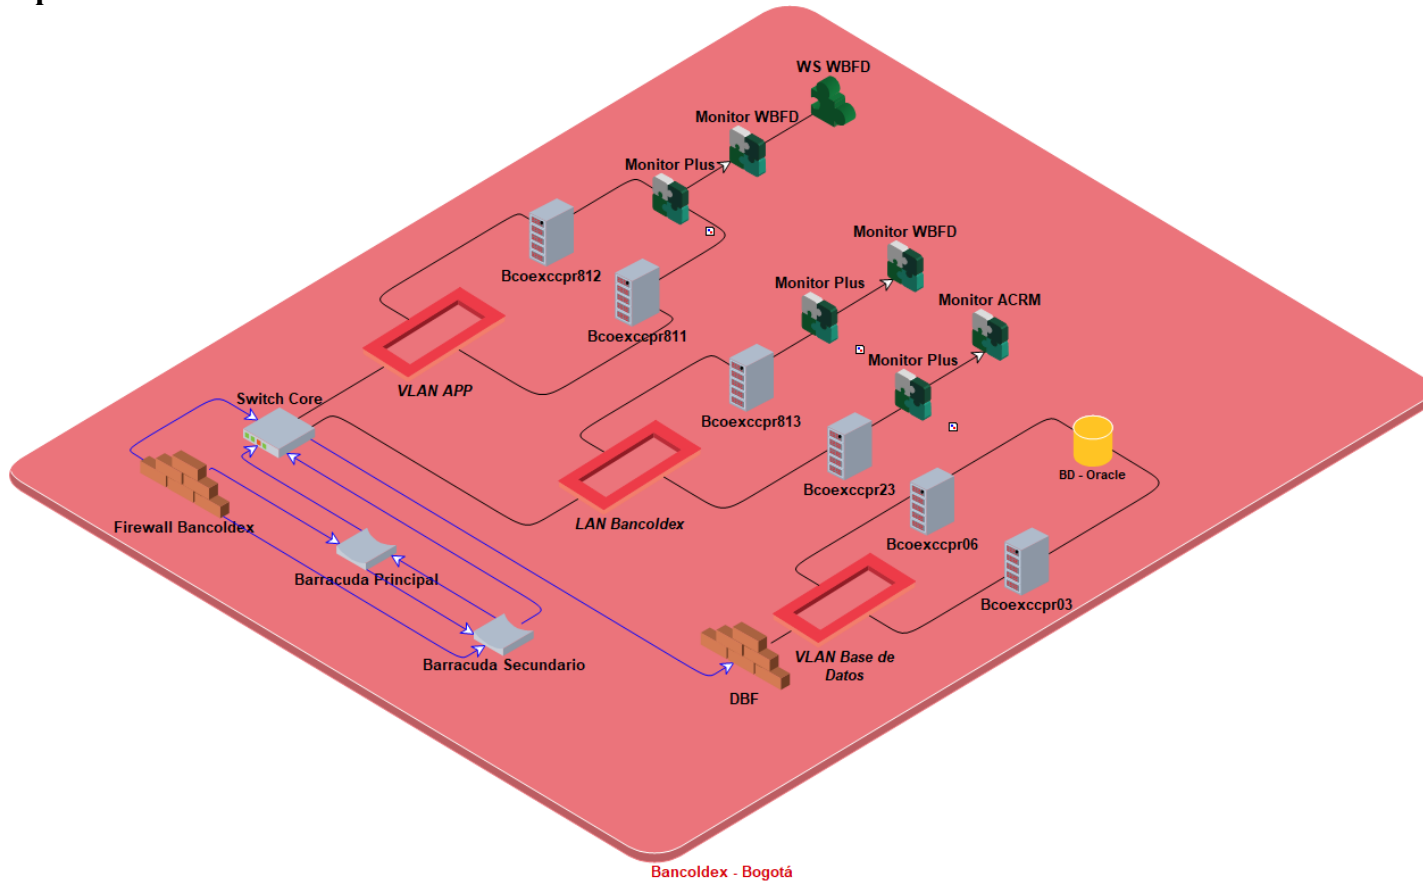 WS WBFD
Monitor WBFD
Monitor Plus
Bcoexccpr812
Monitor WBFD
Monitor Plus
Monitor ACRM
Bcoexccpr811
Monitor Plus
VLAN APP
Switch Core
Bcoexccpr813
BD - Oracle
Bcoexccpr23
LAN Bancoldex
Firewall Bancoldex
Bcoexccpr06
Barracuda Principal
Bcoexccpr03
Barracuda Secundario
VLAN Base de
Datos
DBF
Bancoldex - Bogotá